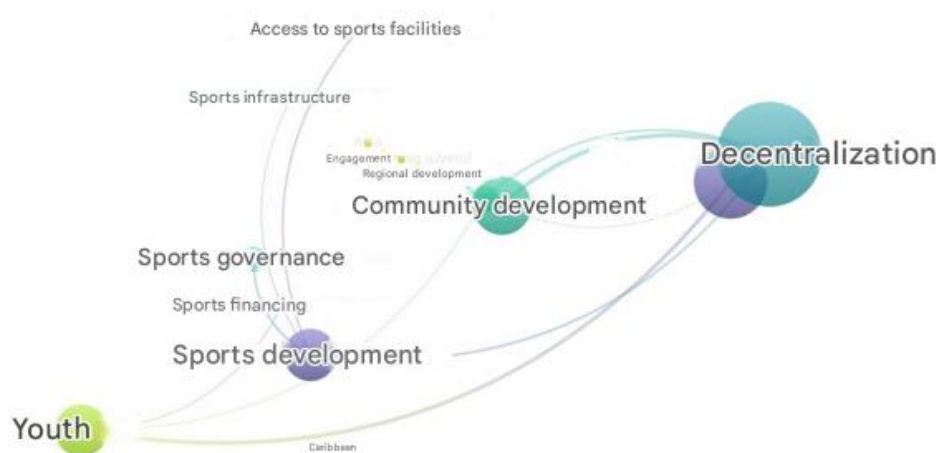 Access to sports facilities
Sports infrastructure
Engagement
Regional development
Decentralization
Community development
Sports governance
Sports financing
Sports development
Youth
Caribbean